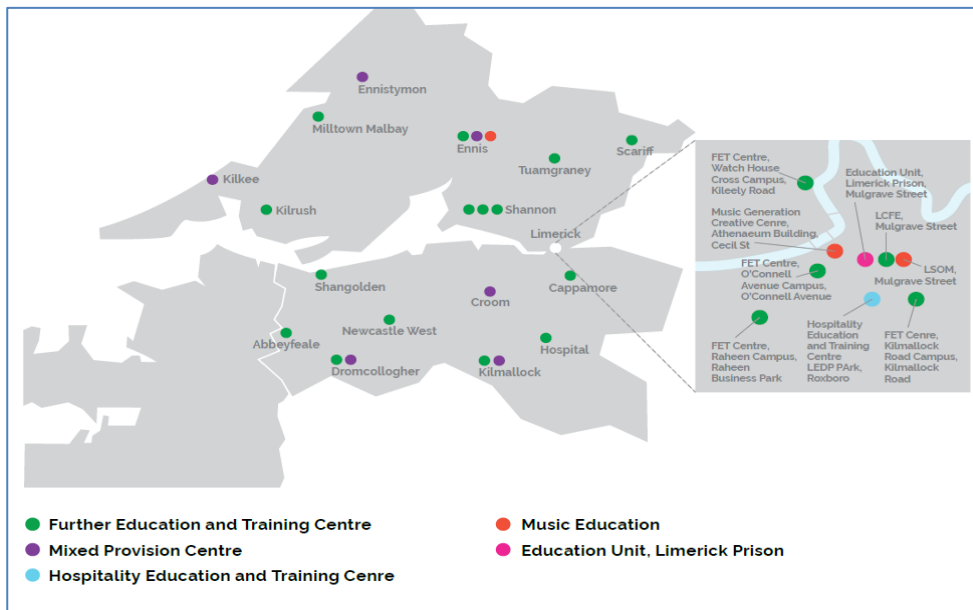 Ennistymon
Milltown Malbay
Ennis
Scariff
Tuamgraney
Kilkee
Kilrush
Shannon
Limerick
Shangolden
Cappamore
Croom
Newcastle West
Abbeyfeale
Hospital
Dromcollogher
Kilmallock
FET Centre,
Watch House
Cross Campus,
Kileely Road
Education Unit,
Limerick Prison,
Mulgrave Street
Music Generation
Creative Cenre,
Athenaeum Building,
Cecil St
LCFE,
Mulgrave Street
FET Centre,
O'Connell
Avenue Campus,
O'Connell Avenue
LSOM,
Mulgrave Street
FET Centre,
Raheen Campus,
Raheen
Business Park
Hospitality
Education
and Training
Centre
LEDP PArk,
Roxboro
FET Cenre,
Kilmallock
Road Campus,
Kilmallock
Road
Further Education and Training Centre
Mixed Provision Centre
Hospitality Education and Training Cenre
Music Education
Education Unit, Limerick Prison